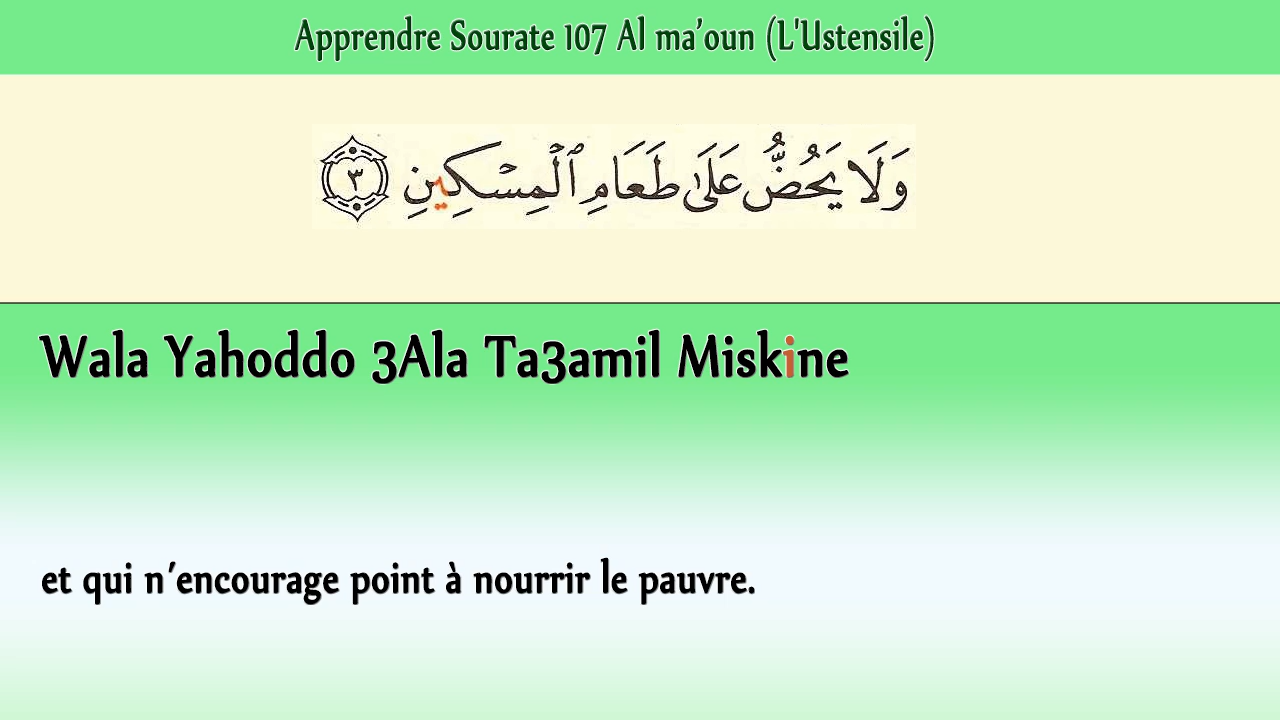 Apprendre Sourate 107 Al ma’oun (L'Ustensile)
وَلَا يَحُضُّ عَلَىٰ طَعَامِ ٱلْمِسْكِينِ ٣
Wala Yahoddo 3Ala Ta3amil Miskine
et qui n′encourage point à nourrir le pauvre.